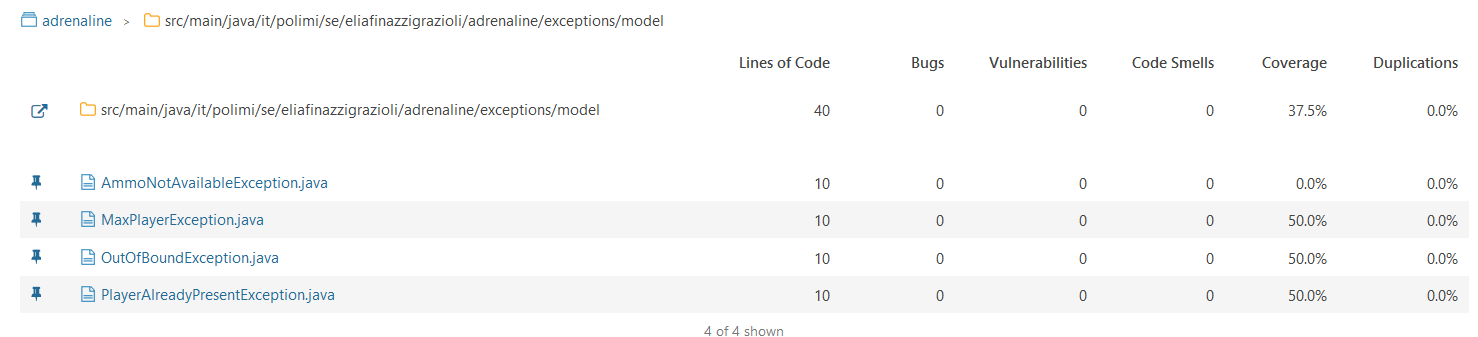 adrenaline > src/main/java/it/polimi/se/eliafinazzigrazioli/adrenaline/exceptions/model
Lines of Code Bugs Vulnerabilities Code Smells Coverage Duplications
src/main/java/it/polimi/se/eliafinazzigrazioli/adrenaline/exceptions/model 40 0 0 0 37.5% 0.0%
AmmoNotAvailableException.java 10 0 0 0 0.0% 0.0%
MaxPlayerException.java 10 0 0 0 50.0% 0.0%
OutOfBoundException.java 10 0 0 0 50.0% 0.0%
PlayerAlreadyPresentException.java 10 0 0 0 50.0% 0.0%
4 of 4 shown